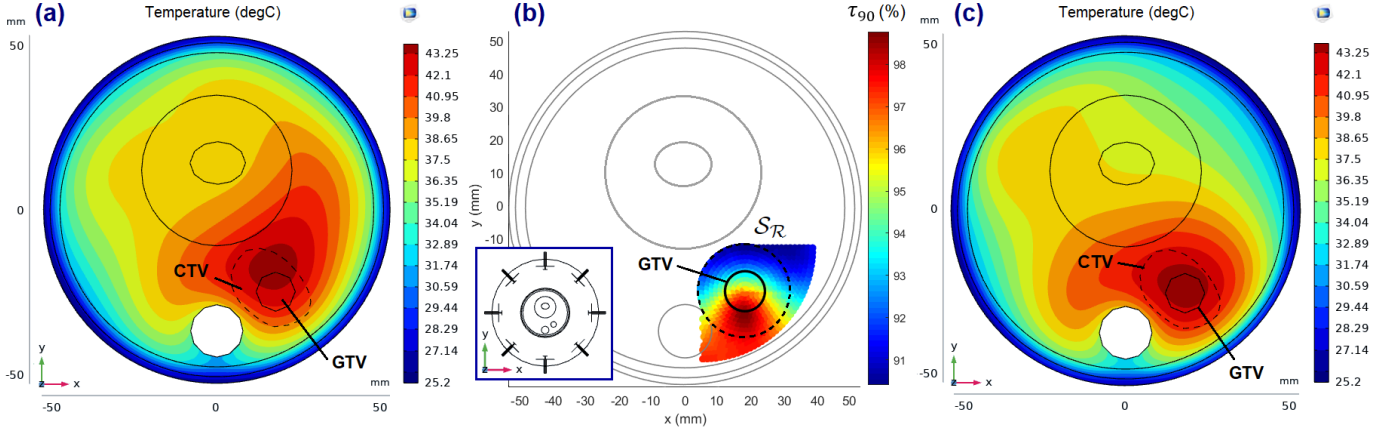 (a)
Temperature (degC)
mm
50
0
-50
-50
0
50
mm
y
z
x
CTV
GTV
43.25
42.1
40.95
39.8
38.65
37.5
36.35
35.2
34.04
32.89
31.74
30.59
29.44
28.29
27.14
25.2
(b)
τ90 (%)
50
40
30
20
10
0
-10
y (mm)
-50 -40 -30 -20 -10 0 10 20 30 40 50
x (mm)
S_R
GTV
y
z
x
98
97
96
95
94
93
92
91
(c)
Temperature (degC)
mm
50
0
-50
-50
0
50
mm
y
z
x
CTV
GTV
43.25
42.1
40.95
39.8
38.65
37.5
36.35
35.2
34.04
32.89
31.74
30.59
29.44
28.29
27.14
25.2